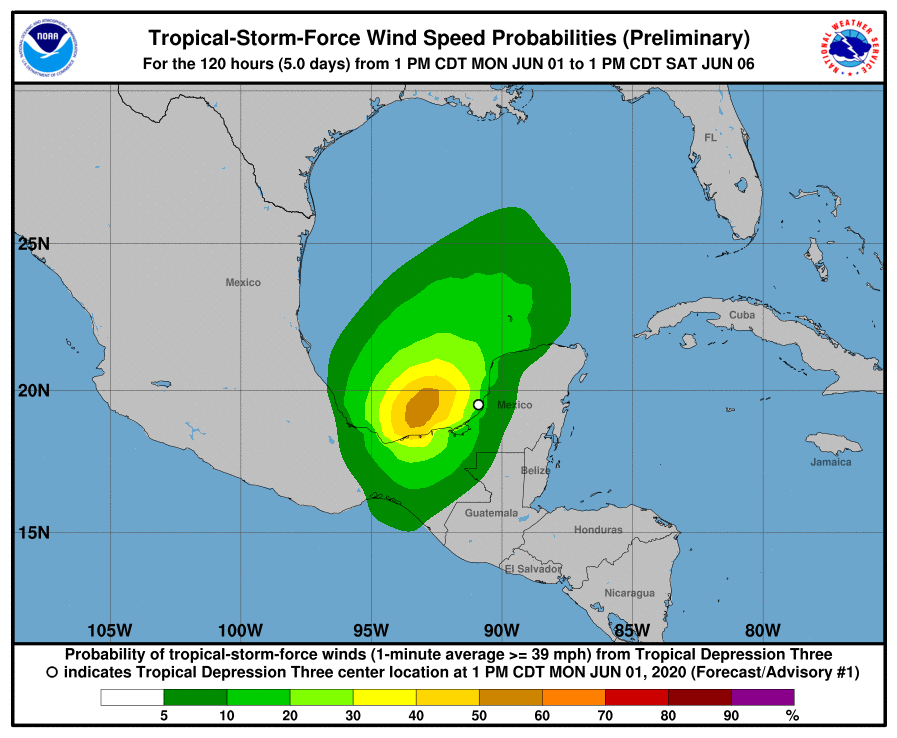 Tropical-Storm-Force Wind Speed Probabilities (Preliminary)
For the 120 hours (5.0 days) from 1 PM CDT MON JUN 01 to 1 PM CDT SAT JUN 06
NOAA
NATIONAL WEATHER SERVICE
FL
25N
Mexico
Cuba
20N
Mexico
Jamaica
Belize
Guatemala
Honduras
15N
El Salvador
Nicaragua
105W 100W 95W 90W 85W 80W
Probability of tropical-storm-force winds (1-minute average >= 39 mph) from Tropical Depression Three
indicates Tropical Depression Three center location at 1 PM CDT MON JUN 01, 2020 (Forecast/Advisory #1)
5 10 20 30 40 50 60 70 80 90 %